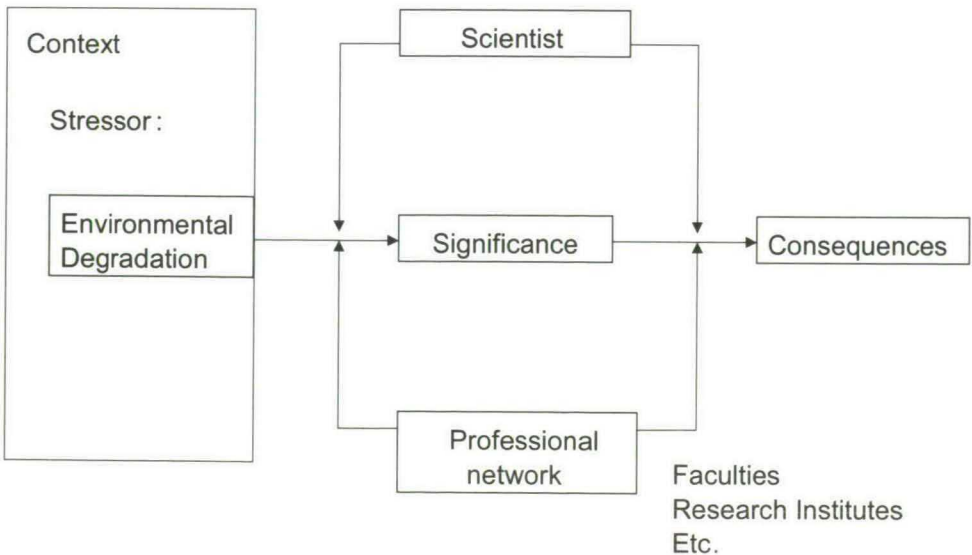 Context
Stressor :
Environmental
Degradation
Scientist
Significance
Consequences
Professional
network
Faculties
Research Institutes
Etc.